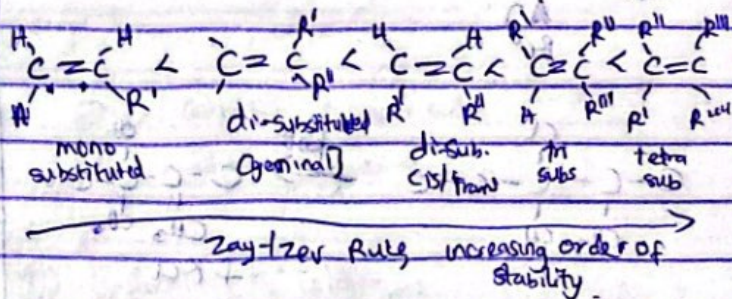 H H R' H H R' R'' R'' R'''
C=C < C=C < C=C < C=C < C=C
H R' R'' R' R'' H R''' R' R''''
mono substituted
di-substituted (geminal)
di-sub. cis/trans
tri subs
tetra sub
Zaytzev Rule, increasing order of
stability